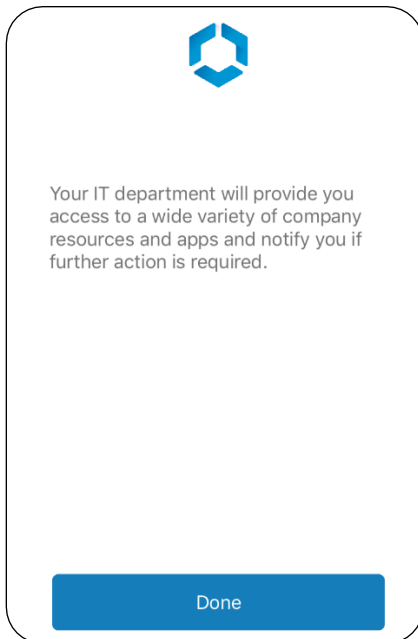 Your IT department will provide you
access to a wide variety of company
resources and apps and notify you if
further action is required.
Done